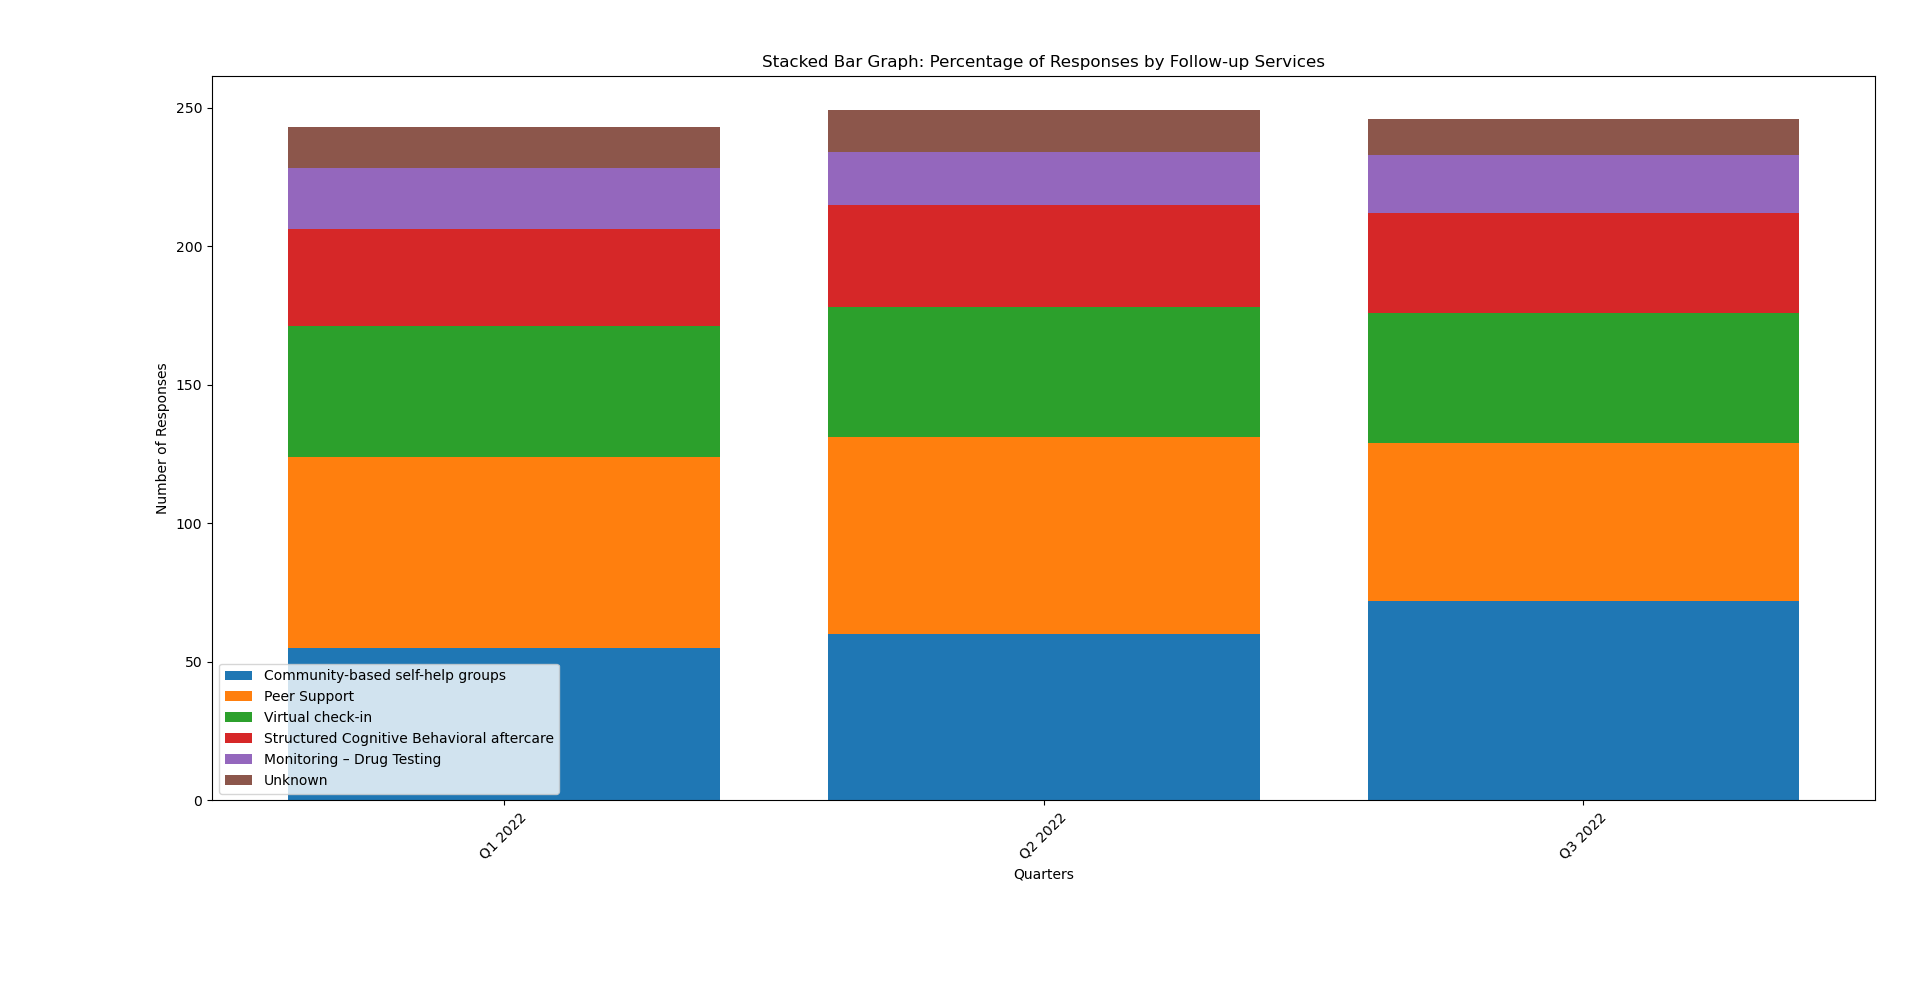 Stacked Bar Graph: Percentage of Responses by Follow-up Services
Number of Responses
250
200
150
100
50
0
Community-based self-help groups
Peer Support
Virtual check-in
Structured Cognitive Behavioral aftercare
Monitoring – Drug Testing
Unknown
Q1 2022
Q2 2022
Q3 2022
Quarters